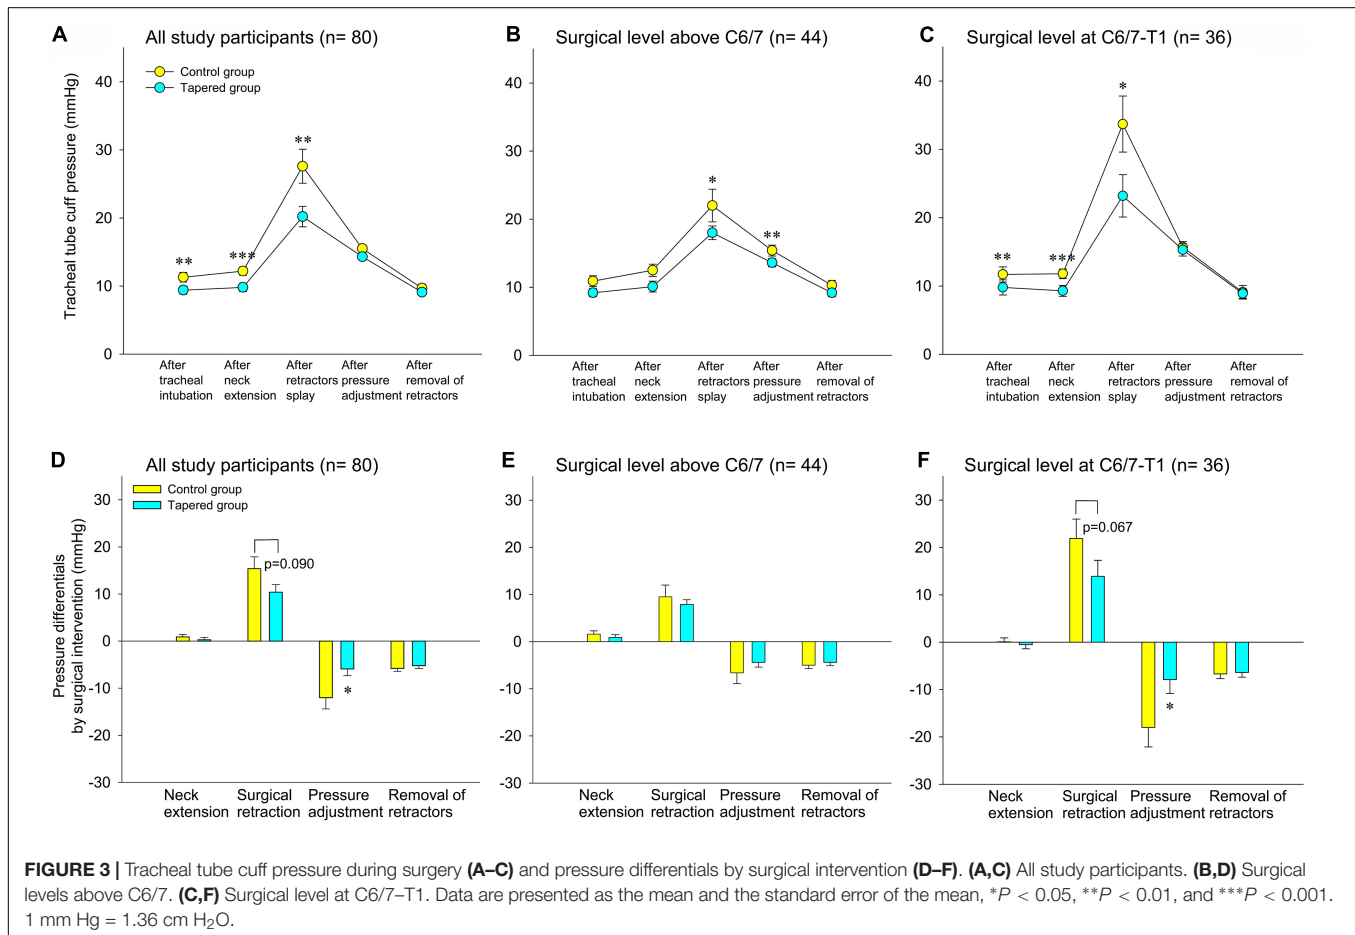 A
All study participants (n= 80)
Control group
Tapered group
Tracheal tube cuff pressure (mmHg)
40
30
20
10
0
**
***
**
After tracheal intubation
After neck extension
After retractors splay
After pressure adjustment
After removal of retractors
B
Surgical level above C6/7 (n= 44)
40
30
20
10
0
*
**
After tracheal intubation
After neck extension
After retractors splay
After pressure adjustment
After removal of retractors
C
Surgical level at C6/7-T1 (n= 36)
40
30
20
10
0
**
***
*
After tracheal intubation
After neck extension
After retractors splay
After pressure adjustment
After removal of retractors
D
All study participants (n= 80)
Control group
Tapered group
Pressure differentials
by surgical intervention (mmHg)
30
20
10
0
-10
-20
-30
p=0.090
*
Neck extension
Surgical retraction
Pressure adjustment
Removal of retractors
E
Surgical level above C6/7 (n= 44)
30
20
10
0
-10
-20
-30
Neck extension
Surgical retraction
Pressure adjustment
Removal of retractors
F
Surgical level at C6/7-T1 (n= 36)
30
20
10
0
-10
-20
-30
p=0.067
*
Neck extension
Surgical retraction
Pressure adjustment
Removal of retractors
FIGURE 3 | Tracheal tube cuff pressure during surgery (A–C) and pressure differentials by surgical intervention (D–F). (A,C) All study participants. (B,D) Surgical
levels above C6/7. (C,F) Surgical level at C6/7–T1. Data are presented as the mean and the standard error of the mean, *P < 0.05, **P < 0.01, and ***P < 0.001.
1 mm Hg = 1.36 cm H₂O.